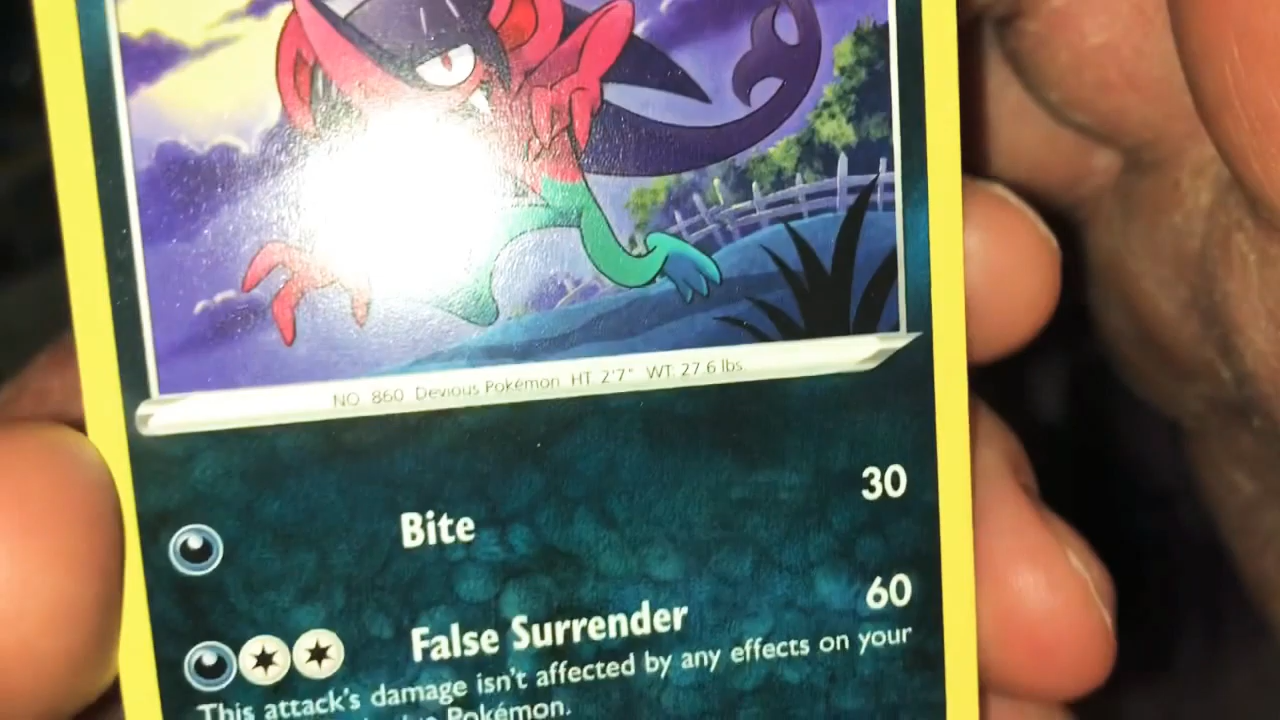 NO. 860 Devious Pokémon HT 2'7" WT. 27.6 lbs.
Bite 30
False Surrender 60
This attack's damage isn't affected by any effects on your
Pokémon.